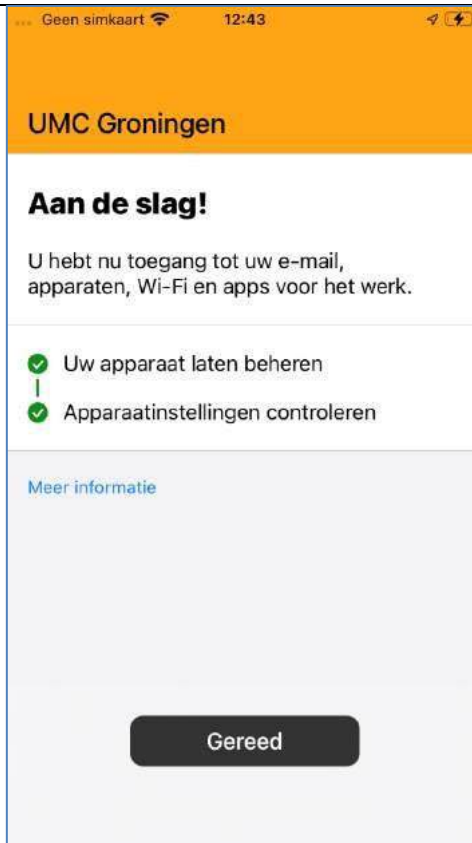 Geen simkaart 12:43
UMC Groningen
Aan de slag!
U hebt nu toegang tot uw e-mail,
apparaten, Wi-Fi en apps voor het werk.
Uw apparaat laten beheren
Apparaatinstellingen controleren
Meer informatie
Gereed